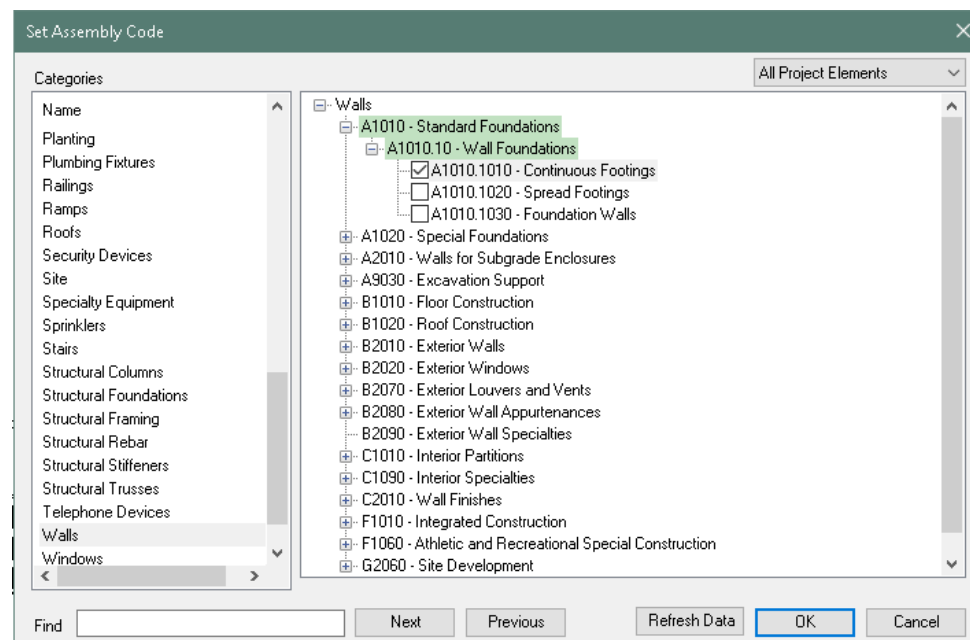 Set Assembly Code
Categories
All Project Elements
Name
Planting
Plumbing Fixtures
Railings
Ramps
Roofs
Security Devices
Site
Specialty Equipment
Sprinklers
Stairs
Structural Columns
Structural Foundations
Structural Framing
Structural Rebar
Structural Stiffeners
Structural Trusses
Telephone Devices
Walls
Windows
Walls
A1010 - Standard Foundations
A1010.10 - Wall Foundations
A1010.1010 - Continuous Footings
A1010.1020 - Spread Footings
A1010.1030 - Foundation Walls
A1020 - Special Foundations
A2010 - Walls for Subgrade Enclosures
A9030 - Excavation Support
B1010 - Floor Construction
B1020 - Roof Construction
B2010 - Exterior Walls
B2020 - Exterior Windows
B2070 - Exterior Louvers and Vents
B2080 - Exterior Wall Appurtenances
B2090 - Exterior Wall Specialties
C1010 - Interior Partitions
C1090 - Interior Specialties
C2010 - Wall Finishes
F1010 - Integrated Construction
F1060 - Athletic and Recreational Special Construction
G2060 - Site Development
Find
Next
Previous
Refresh Data
OK
Cancel